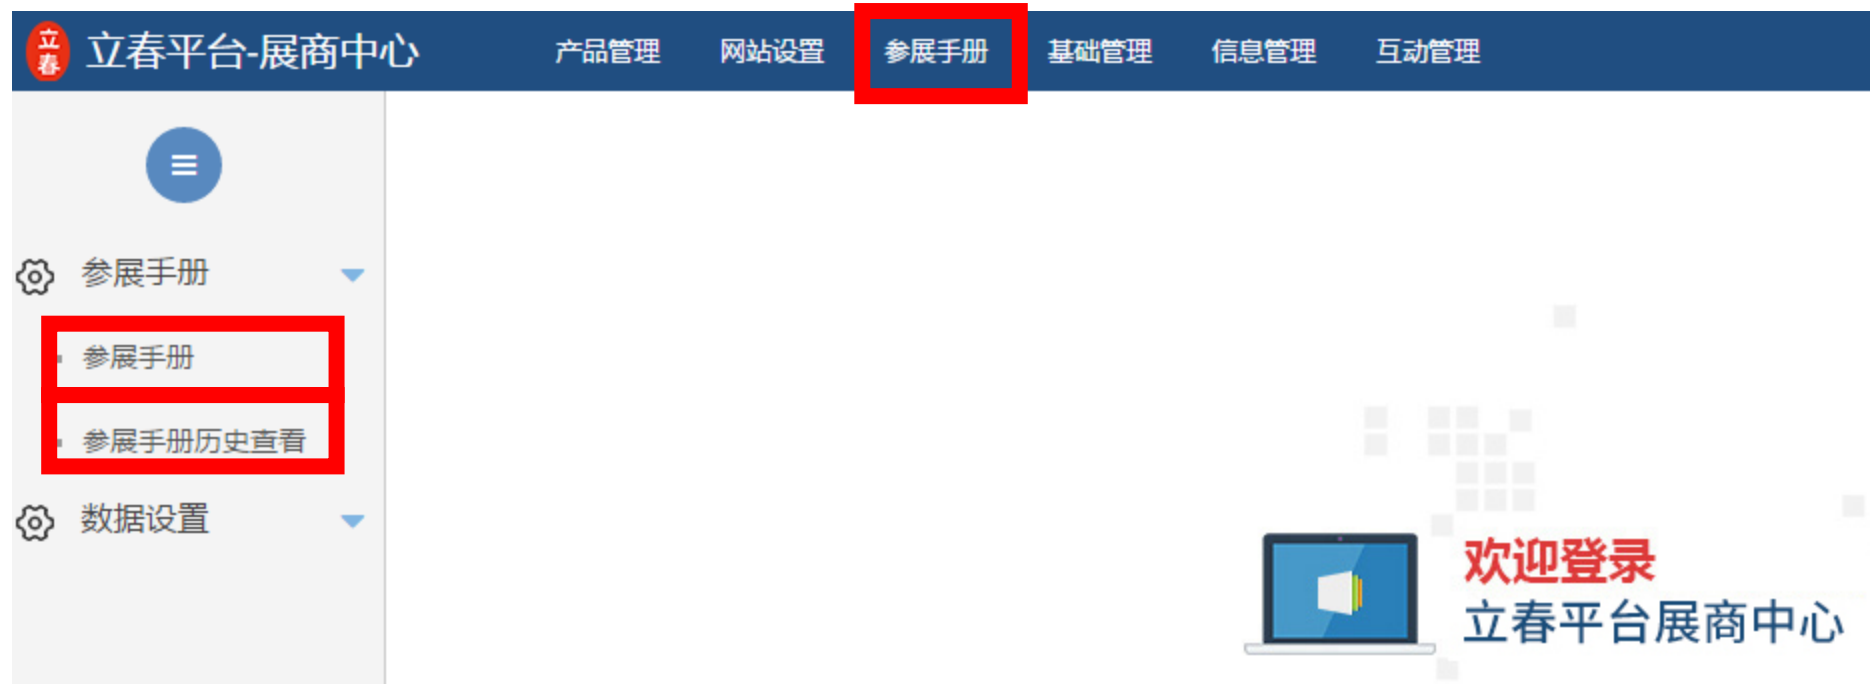 立春
立春平台-展商中心 产品管理 网站设置 参展手册 基础管理 信息管理 互动管理
参展手册
参展手册
参展手册历史查看
数据设置
欢迎登录
立春平台展商中心